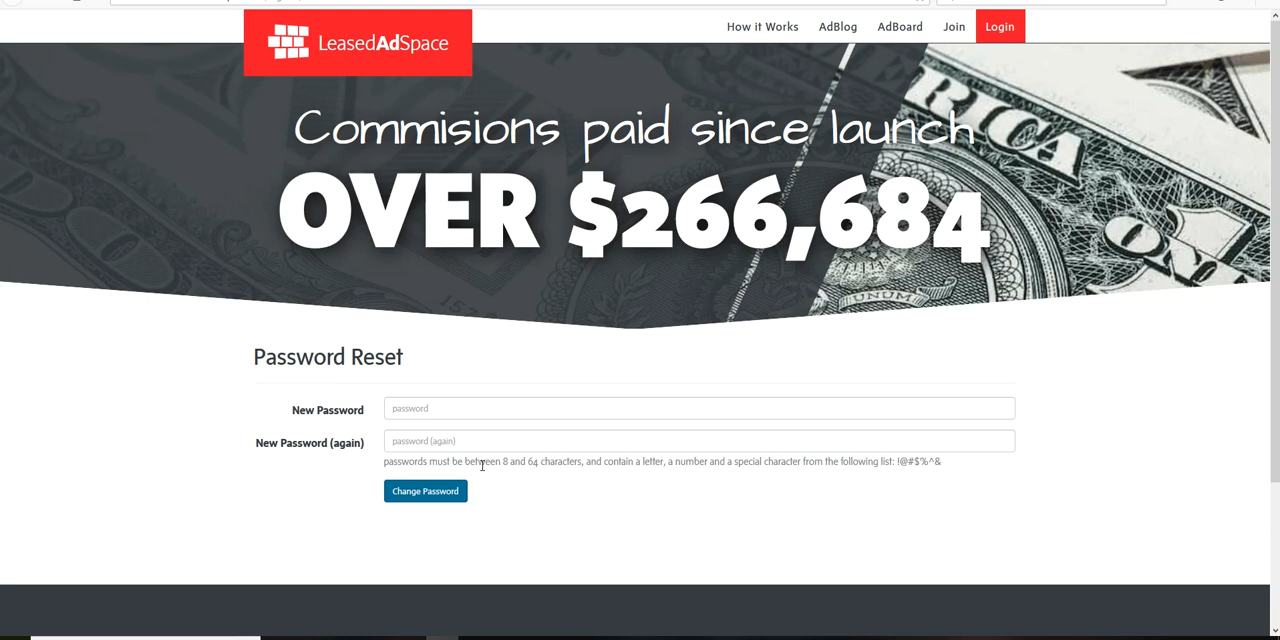 LeasedAdSpace
How it Works
AdBlog
AdBoard
Join
Login
Commisions paid since launch
OVER $266,684
RICA
UNUM
Password Reset
New Password
password
New Password (again)
password (again)
passwords must be between 8 and 64 characters, and contain a letter, a number and a special character from the following list: !@#$%^&
Change Password